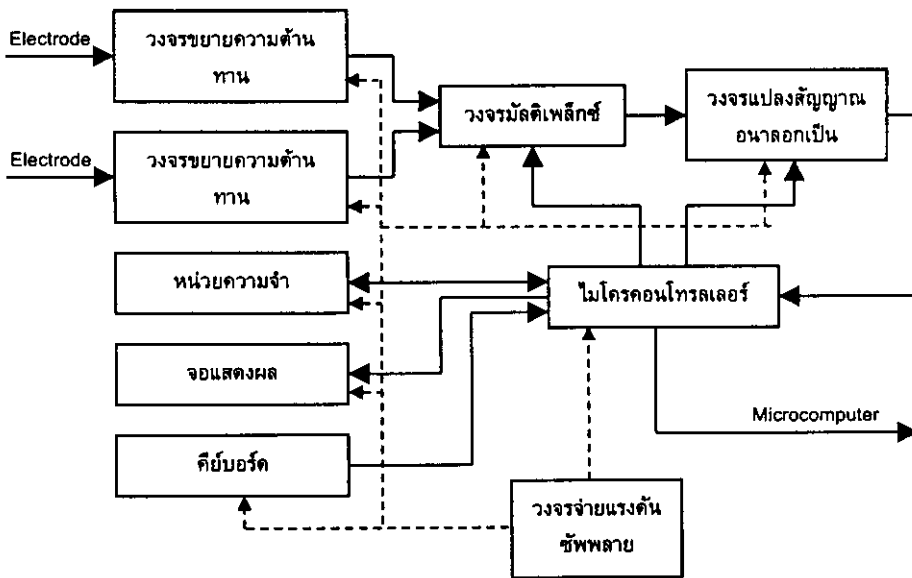 Electrode
วงจรขยายความต้าน
ทาน
Electrode
วงจรขยายความต้าน
ทาน
วงจรมัลติเพล็กซ์
วงจรแปลงสัญญาณ
อนาลอกเป็น
หน่วยความจำ
ไมโครคอนโทรลเลอร์
จอแสดงผล
Microcomputer
คีย์บอร์ด
วงจรจ่ายแรงดัน
ซัพพลาย